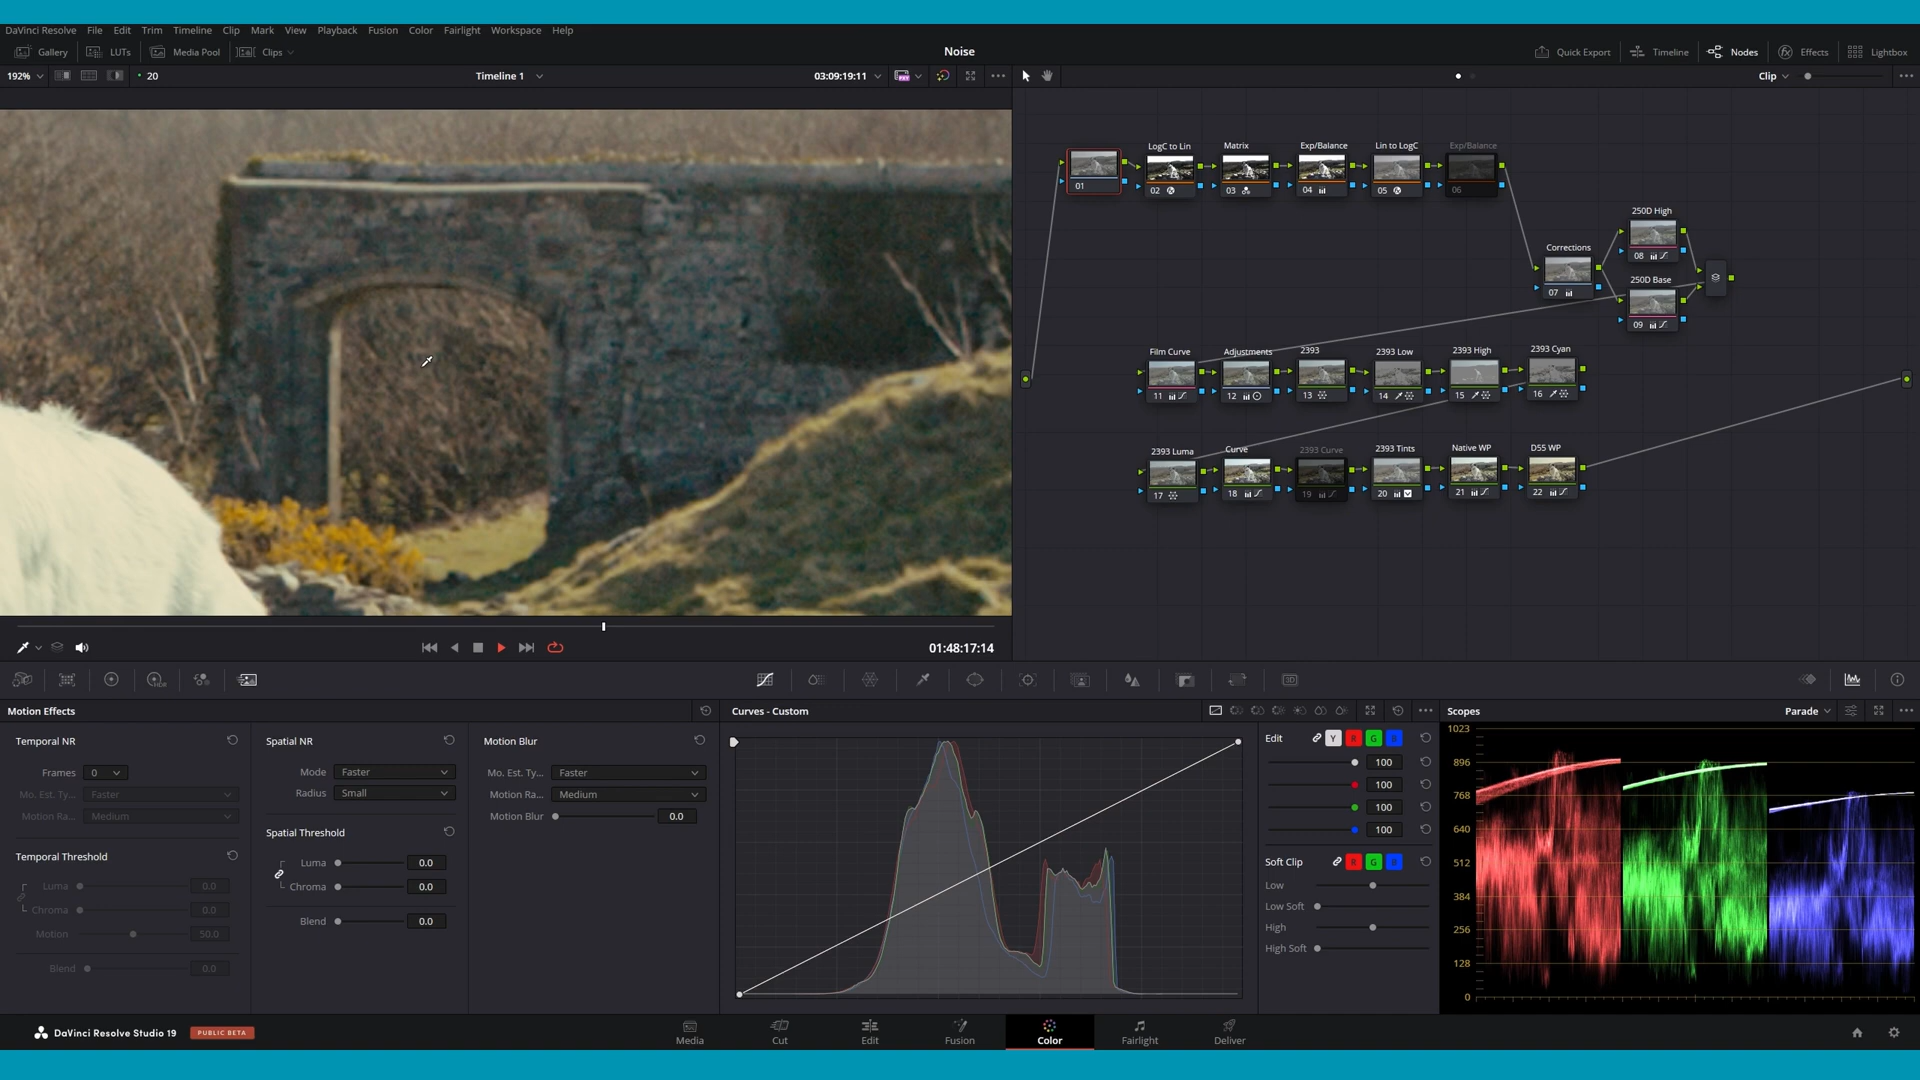 DaVinci Resolve File Edit Trim Timeline Clip Mark View Playback Fusion Color Fairlight Workspace Help
Gallery LUTs Media Pool Clips Noise Quick Export Timeline Nodes Effects Lightbox
192% 20 Timeline 1 03:09:19:11 Clip
LogC to Lin Matrix Exp/Balance Lin to LogC Exp/Balance
01 02 03 04 05 06
250D High
08
Corrections
07
250D Base
09
Film Curve Adjustments 2393 2393 Low 2393 High 2393 Cyan
11 12 13 14 15 16
2393 Luma Curve 2393 Curve 2393 Tints Native WP D55 WP
17 18 19 20 21 22
01:48:17:14
HDR
3D
Motion Effects
Temporal NR
Frames 0
Mo. Est. Ty... Faster
Motion Ra... Medium
Temporal Threshold
Luma 0.0
Chroma 0.0
Motion 50.0
Blend 0.0
Spatial NR
Mode Faster
Radius Small
Spatial Threshold
Luma 0.0
Chroma 0.0
Blend 0.0
Motion Blur
Mo. Est. Ty... Faster
Motion Ra... Medium
Motion Blur 0.0
Curves - Custom
Edit Y R G B
100
100
100
100
Soft Clip R G B
Low
Low Soft
High
High Soft
Scopes Parade
1023
896
768
640
512
384
256
128
0
DaVinci Resolve Studio 19 PUBLIC BETA
Media Cut Edit Fusion Color Fairlight Deliver